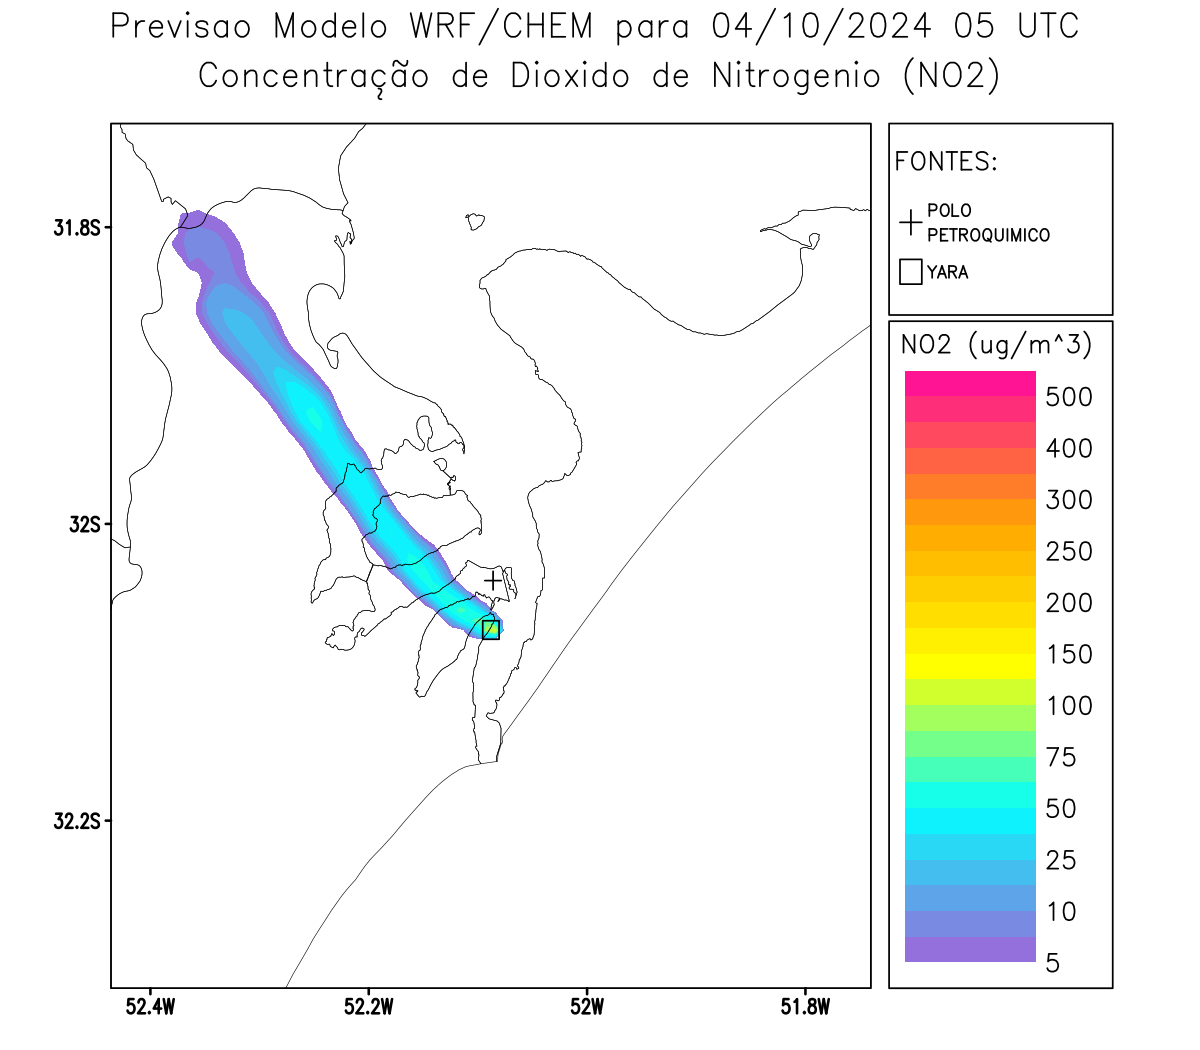 Previsao Modelo WRF/CHEM para 04/10/2024 05 UTC
Concentração de Dioxido de Nitrogenio (NO2)
FONTES:
POLO
PETROQUIMICO
YARA
NO2 (ug/m^3)
500
400
300
250
200
150
100
75
50
25
10
5
31.8S
32S
32.2S
52.4W
52.2W
52W
51.8W